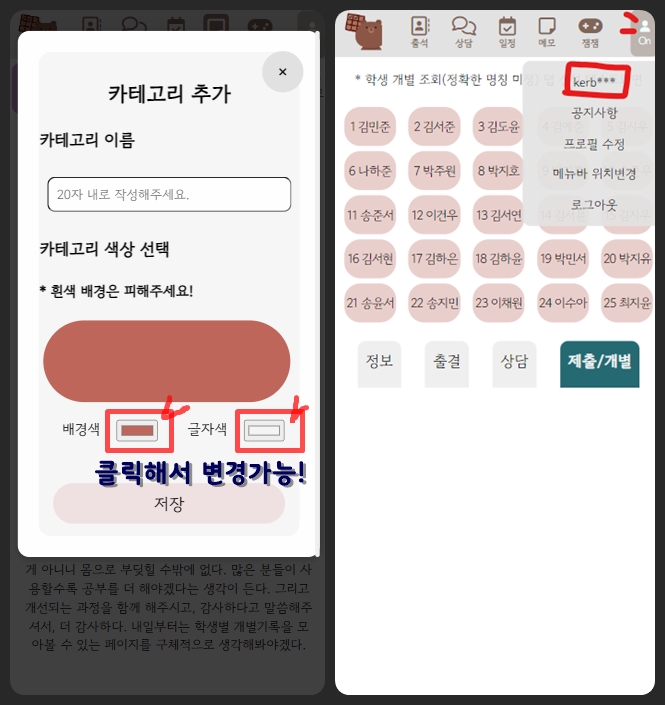 ×
카테고리 추가
카테고리 이름
20자 내로 작성해주세요.
카테고리 색상 선택
* 흰색 배경은 피해주세요!
배경색
글자색
클릭해서 변경가능!
저장
게 아니니 몸으로 부딪힐 수밖에 없다. 많은 분들이 사
용할수록 공부를 더 해야겠다는 생각이 든다. 그리고
개선되는 과정을 함께 해주시고, 감사하다고 말씀해주
셔서, 더 감사하다. 내일부터는 학생별 개별기록을 모
아볼 수 있는 페이지를 구체적으로 생각해봐야겠다.
출석 상담 일정 메모 잼잼 On
* 학생 개별 조회(정확한 명칭
kerb***
공지사항
프로필 수정
메뉴바 위치변경
로그아웃
1 김민준 2 김서준 3 김도윤
6 나하준 7 박주원 8 박지호
11 송준서 12 이건우 13 김서연
16 김서현 17 김하은 18 김하윤 19 박민서 20 박지유
21 송윤서 22 송지민 23 이채원 24 이수아 25 최지윤
정보 출결 상담 제출/개별